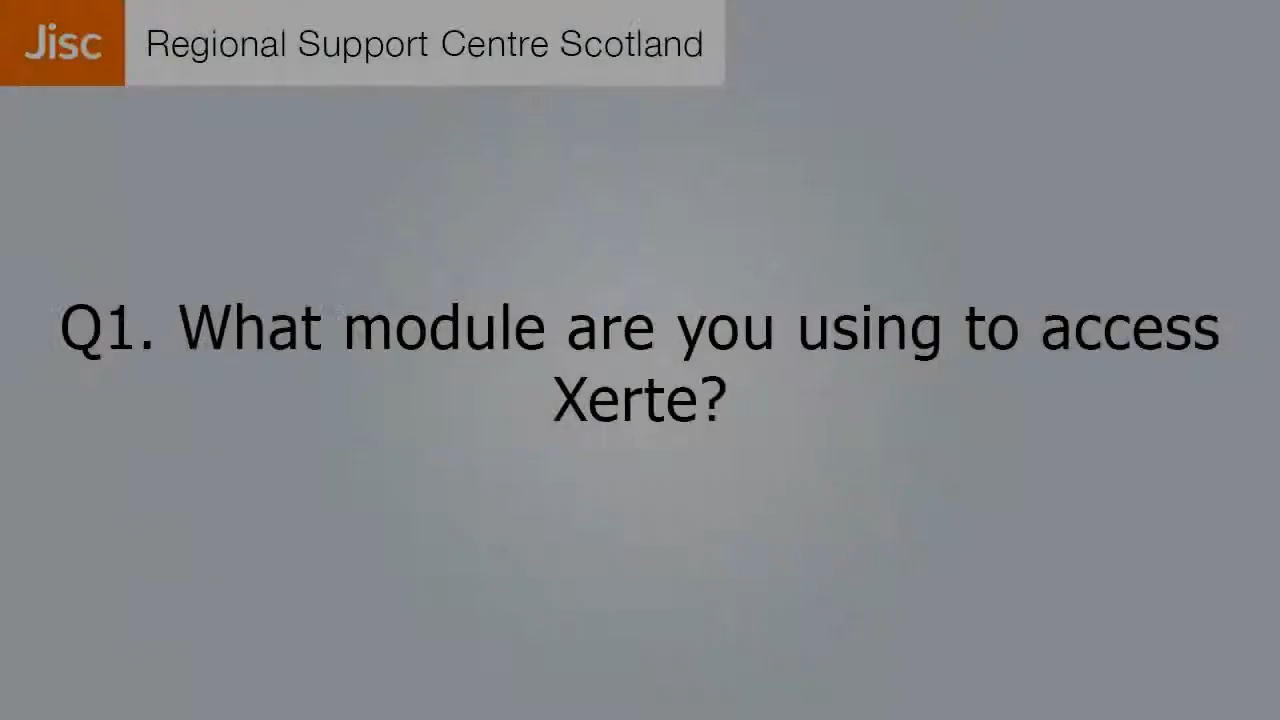 Jisc Regional Support Centre Scotland
Q1. What module are you using to access
Xerte?